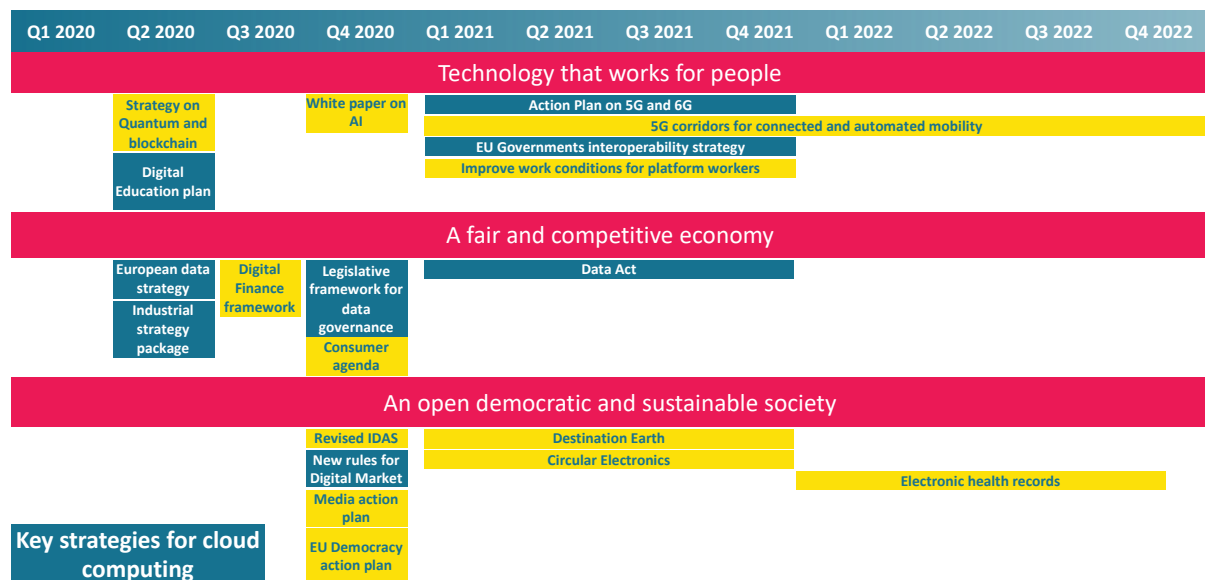 Q1 2020 Q2 2020 Q3 2020 Q4 2020 Q1 2021 Q2 2021 Q3 2021 Q4 2021 Q1 2022 Q2 2022 Q3 2022 Q4 2022
Technology that works for people
Strategy on
Quantum and
blockchain
Digital
Education plan
White paper on
AI
Action Plan on 5G and 6G
5G corridors for connected and automated mobility
EU Governments interoperability strategy
Improve work conditions for platform workers
A fair and competitive economy
European data
strategy
Industrial
strategy
package
Digital
Finance
framework
Legislative
framework for
data
governance
Consumer
agenda
Data Act
An open democratic and sustainable society
Revised IDAS
New rules for
Digital Market
Media action
plan
EU Democracy
action plan
Destination Earth
Circular Electronics
Electronic health records
Key strategies for cloud
computing